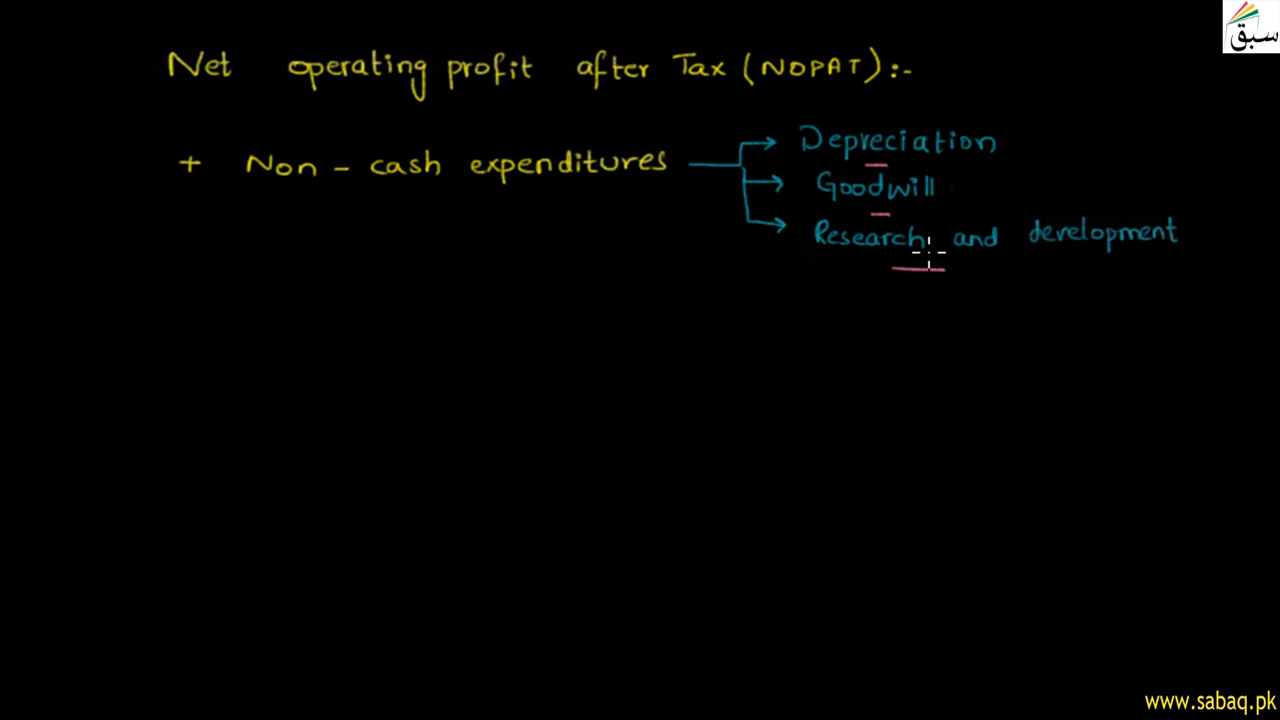 سبق
Net operating profit after Tax (NOPAT):-
+ Non - cash expenditures
Depreciation
Goodwill
Research and development
www.sabaq.pk